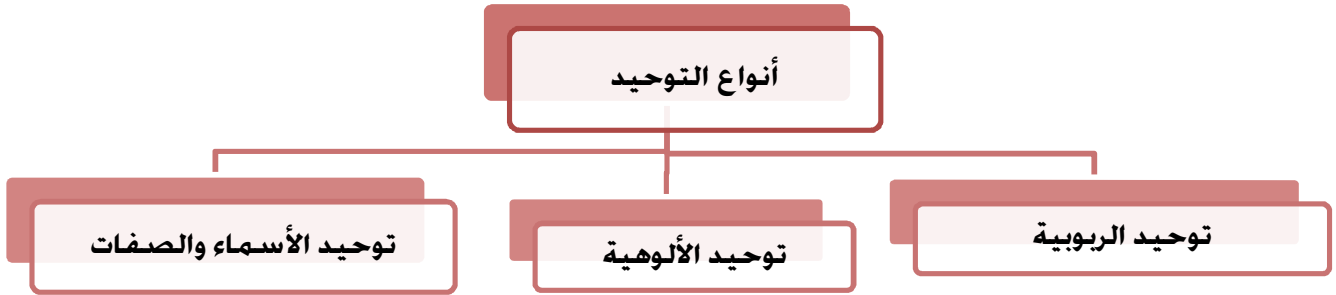 أنواع التوحيد
توحيد الربوبية
توحيد الألوهية
توحيد الأسماء والصفات